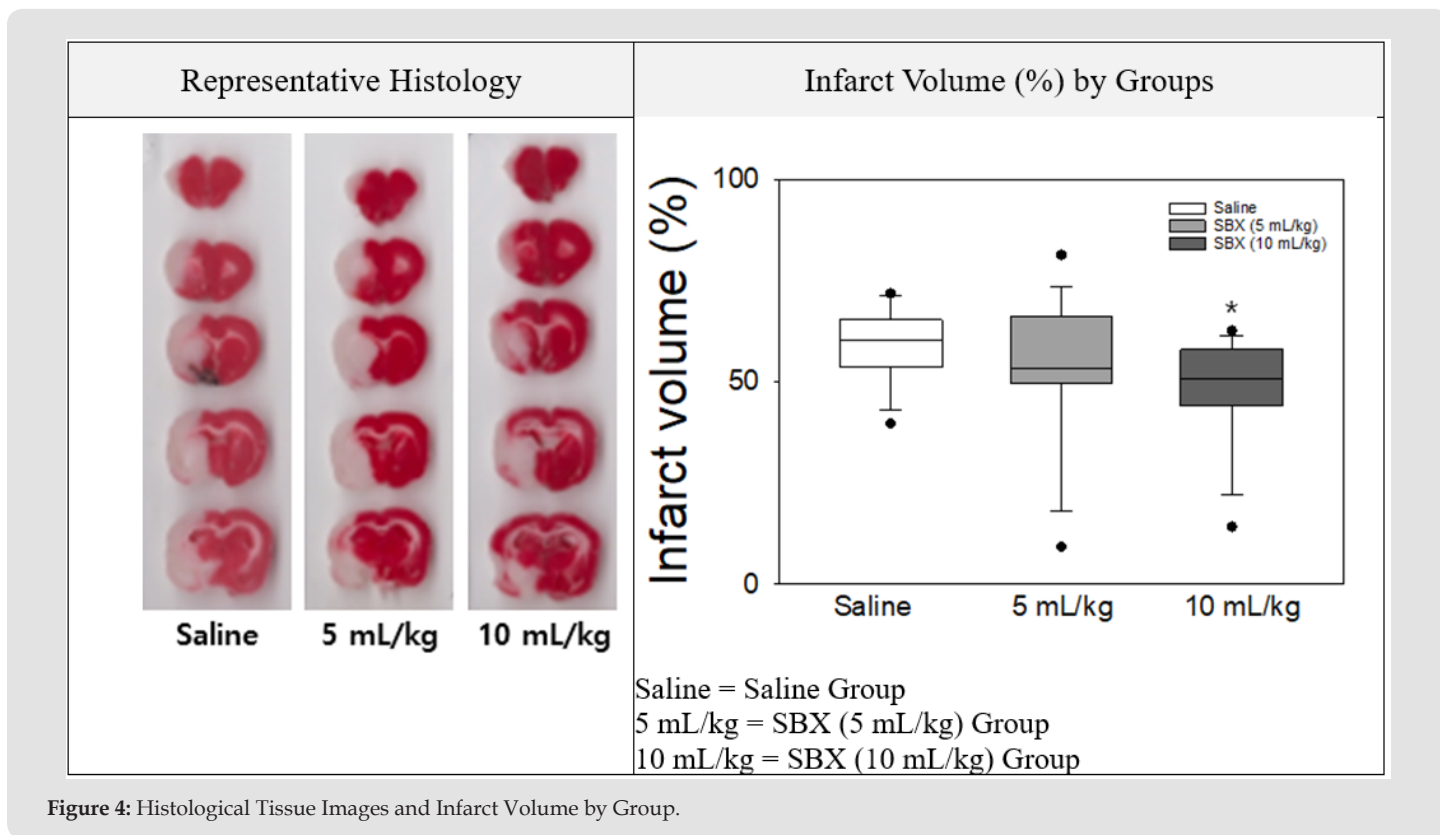 Representative Histology
Infarct Volume (%) by Groups
Saline
5 mL/kg
10 mL/kg
Infarct volume (%)
100
50
0
Saline
SBX (5 mL/kg)
SBX (10 mL/kg)
*
Saline
5 mL/kg
10 mL/kg
Saline = Saline Group
5 mL/kg = SBX (5 mL/kg) Group
10 mL/kg = SBX (10 mL/kg) Group
Figure 4: Histological Tissue Images and Infarct Volume by Group.